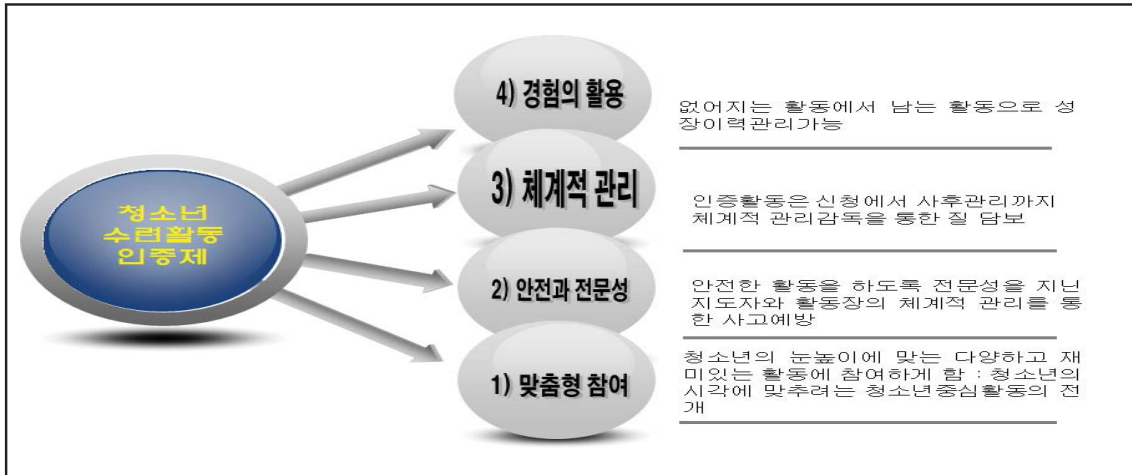 청소년
수련활동
인증제
4) 경험의 활용
없어지는 활동에서 남는 활동으로 성
장이력관리가능
3) 체계적 관리
인증활동은 신청에서 사후관리까지
체계적 관리감독을 통한 질 담보
2) 안전과 전문성
안전한 활동을 하도록 전문성을 지닌
지도자와 활동장의 체계적 관리를 통
한 사고예방
1) 맞춤형 참여
청소년의 눈높이에 맞는 다양하고 재
미있는 활동에 참여하게 함 : 청소년의
시각에 맞추려는 청소년중심활동의 전
개